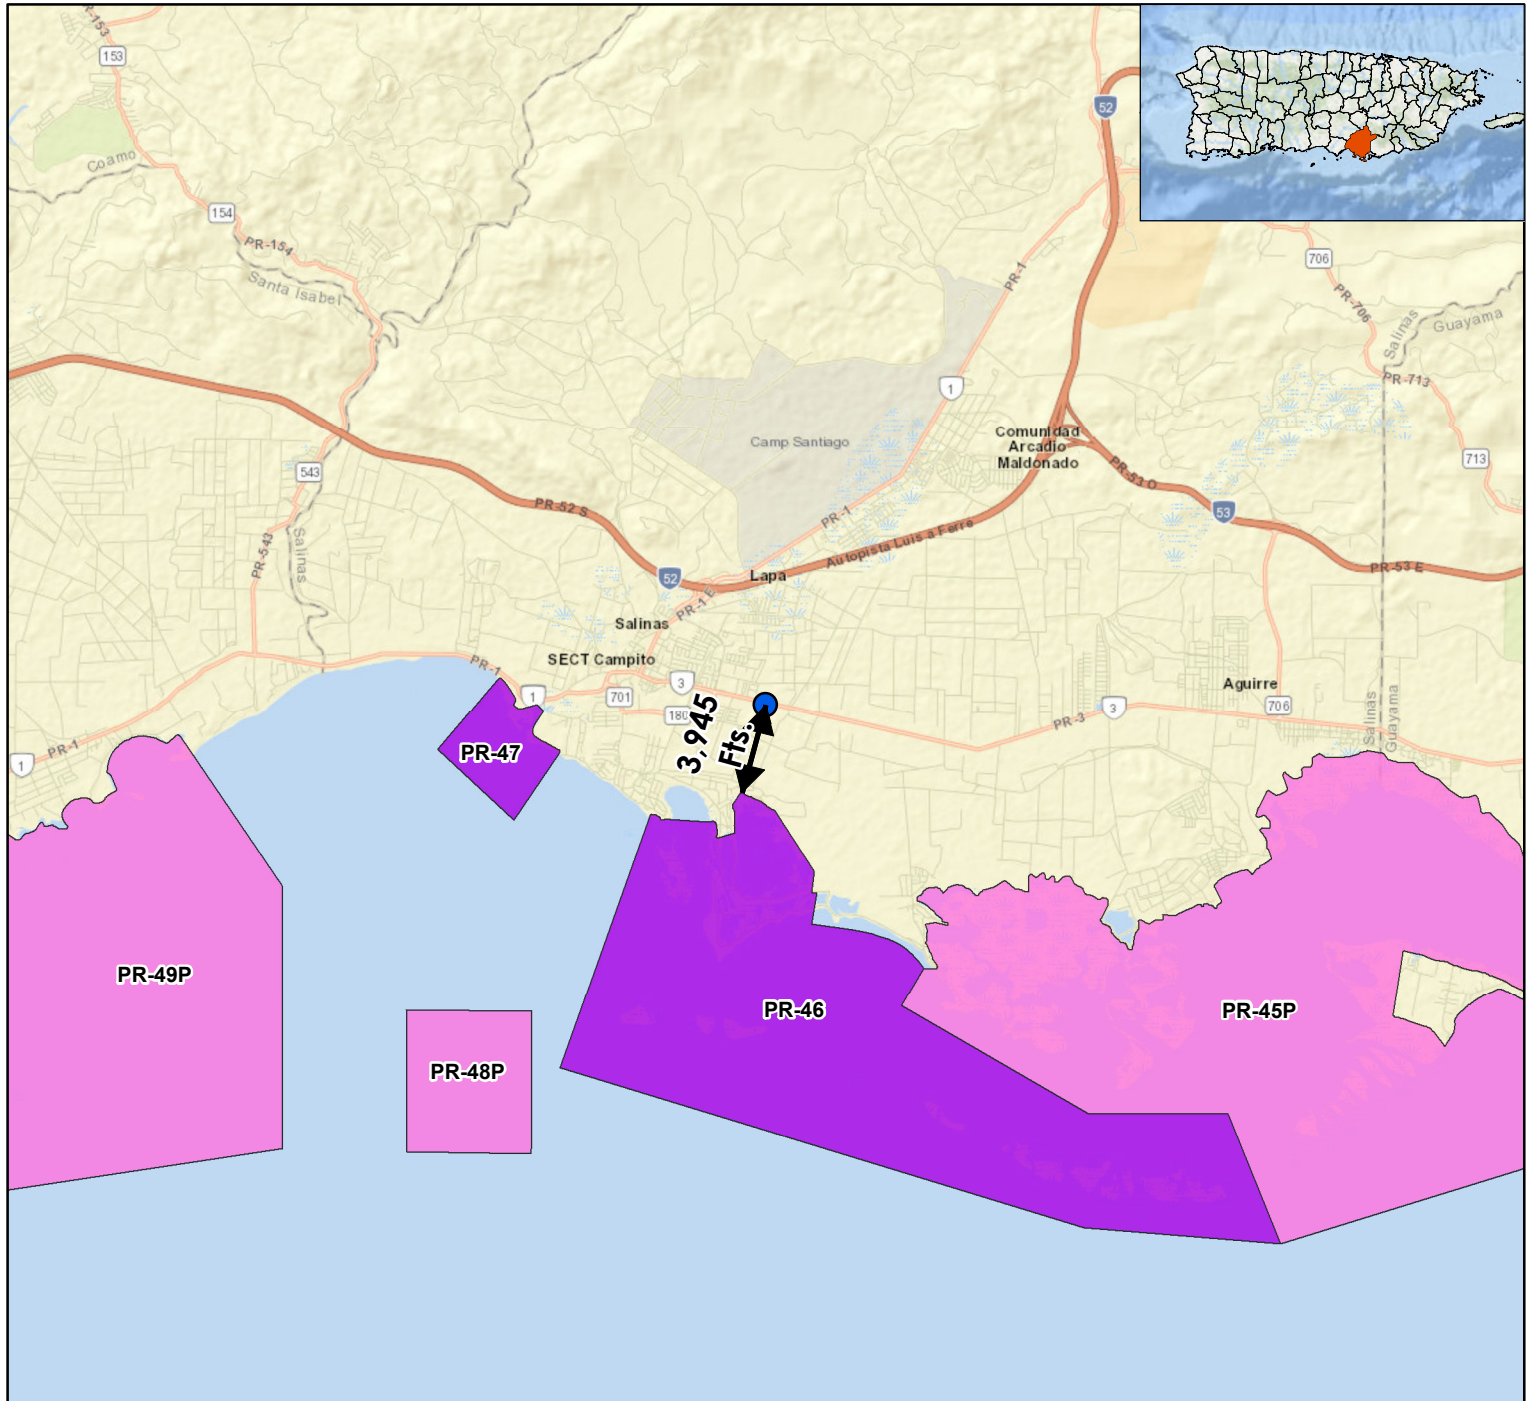 R-153
153
Coamo
154
PR-154
Santa Isabel
52
PR-1
706
PR-706
Salinas
Guayama
PR-713
713
1
Camp Santiago
Comunidad
Arcadio
Maldonado
PR-53 O
53
PR-53 E
543
PR-543
Salinas
PR-52 S
52
PR-1
Autopista Luis a Ferre
Lapa
PR-1 E
Salinas
SECT Campito
PR-1
1
701
3
180
3,945
Fts.
PR-3
3
Aguirre
706
Salinas
Guayama
PR-1
1
PR-47
PR-49P
PR-48P
PR-46
PR-45P